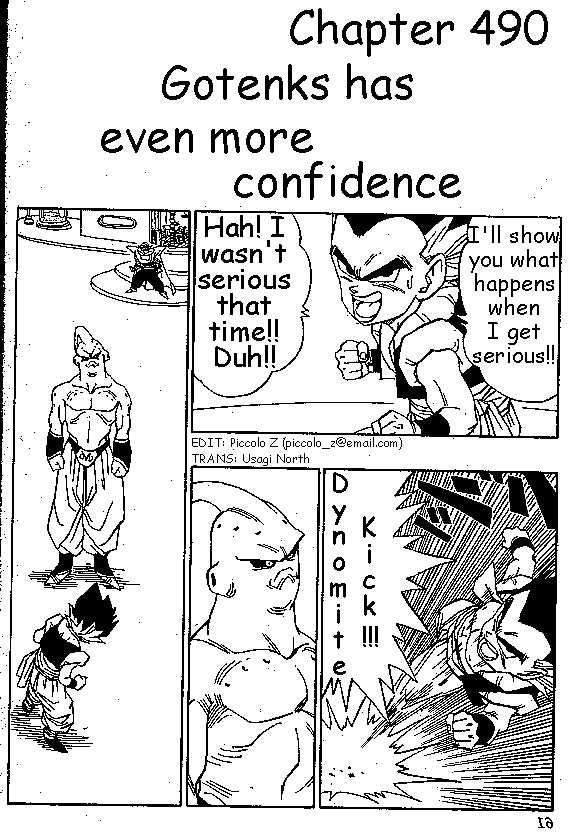 Chapter 490
Gotenks has
even more
confidence
Hah! I
wasn't
serious
that
time!!
Duh!!
I'll show
you what
happens
when
I get
serious!!
EDIT: Piccolo Z (piccolo_z@email.com)
TRANS: Usagi North
Dynomite
Kick!!!
M
61